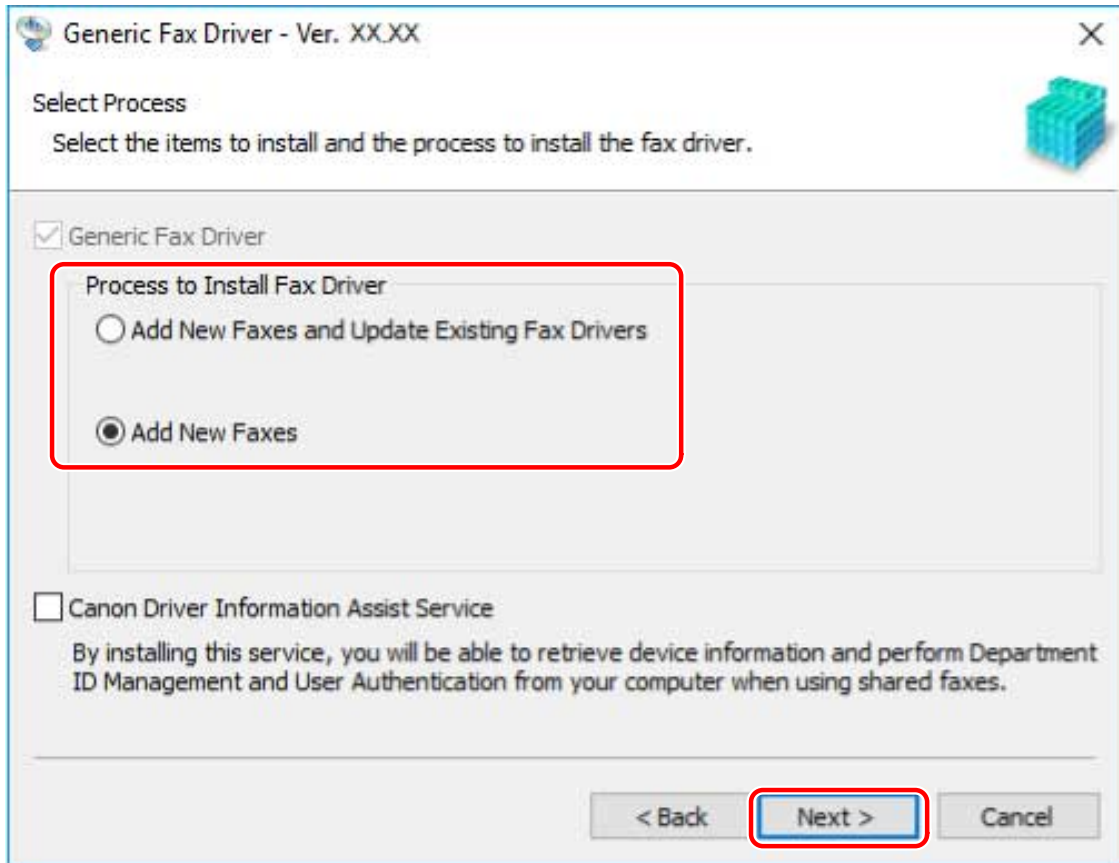 Generic Fax Driver - Ver. XX.XX
Select Process
Select the items to install and the process to install the fax driver.
Generic Fax Driver
Process to Install Fax Driver
Add New Faxes and Update Existing Fax Drivers
Add New Faxes
Canon Driver Information Assist Service
By installing this service, you will be able to retrieve device information and perform Department
ID Management and User Authentication from your computer when using shared faxes.
< Back Next > Cancel